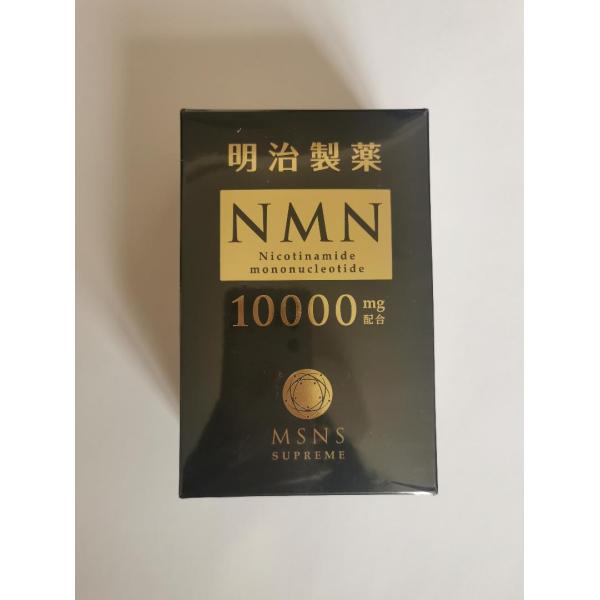 明治製薬
NMN
Nicotinamide
mononucleotide
10000mg
配合
MSNS
SUPREME